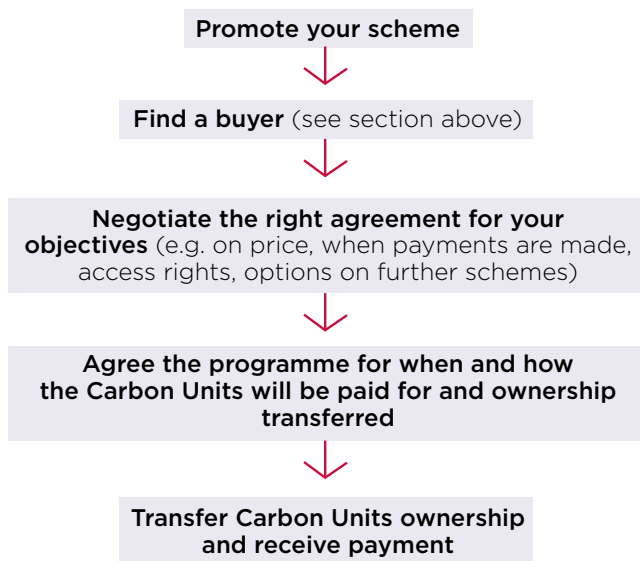 Promote your scheme
Find a buyer (see section above)
Negotiate the right agreement for your
objectives (e.g. on price, when payments are made,
access rights, options on further schemes)
Agree the programme for when and how
the Carbon Units will be paid for and ownership
transferred
Transfer Carbon Units ownership
and receive payment